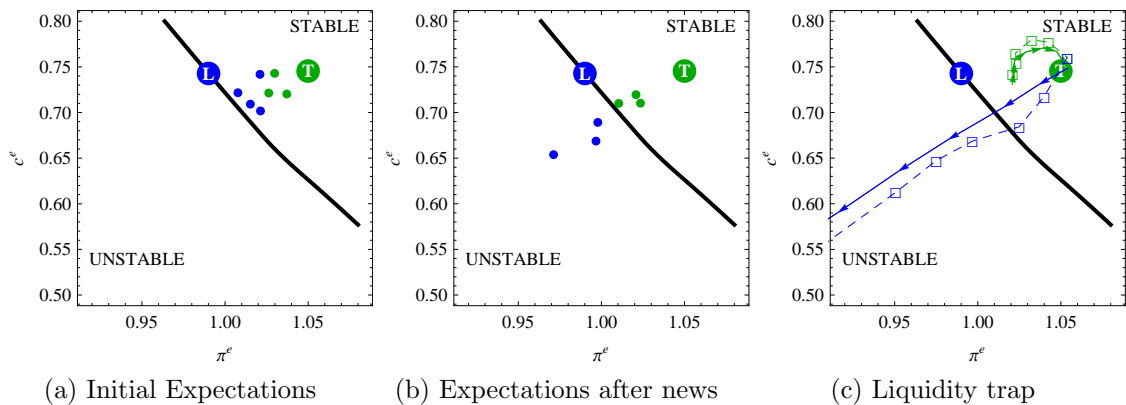 0.80
0.75
0.70
0.65
0.60
0.55
0.50
c^e
STABLE
L
T
UNSTABLE
0.95 1.00 1.05
π^e
(a) Initial Expectations
0.80
0.75
0.70
0.65
0.60
0.55
0.50
c^e
STABLE
L
T
UNSTABLE
0.95 1.00 1.05
π^e
(b) Expectations after news
0.80
0.75
0.70
0.65
0.60
0.55
0.50
c^e
STABLE
L
T
UNSTABLE
0.95 1.00 1.05
π^e
(c) Liquidity trap